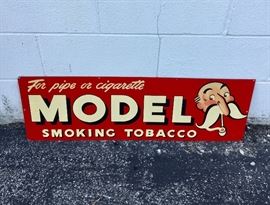 For pipe or cigarette
MODEL
SMOKING TOBACCO